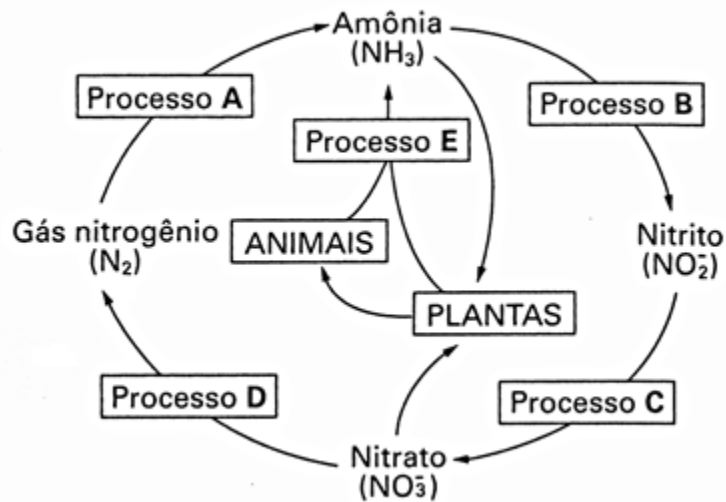 Amônia
(NH₃)
Processo A
Processo B
Processo E
Gás nitrogênio
(N₂)
ANIMAIS
Nitrito
(NO₂⁻)
PLANTAS
Processo D
Processo C
Nitrato
(NO₃⁻)